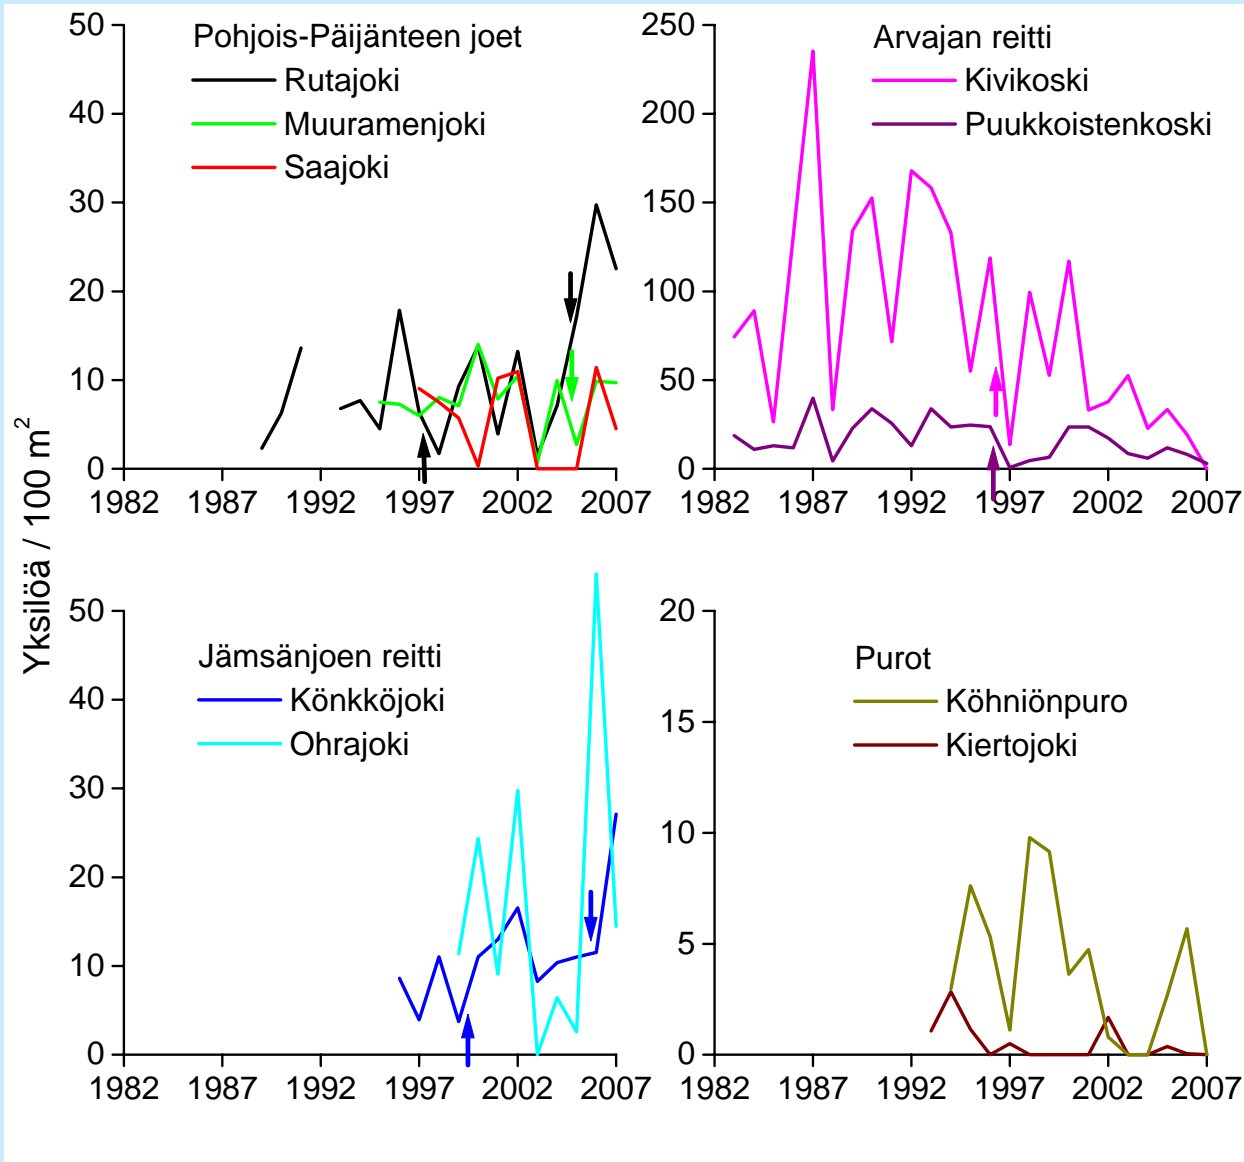 Yksilöä / 100 m²
Pohjois-Päijänteen joet
Rutajoki
Muuramenjoki
Saajoki
50
40
30
20
10
0
1982 1987 1992 1997 2002 2007
Arvajan reitti
Kivikoski
Puukkoistenkoski
250
200
150
100
50
0
1982 1987 1992 1997 2002 2007
Jämsänjoen reitti
Könkköjoki
Ohrajoki
50
40
30
20
10
0
1982 1987 1992 1997 2002 2007
Purot
Köhniönpuro
Kiertojoki
20
15
10
5
0
1982 1987 1992 1997 2002 2007